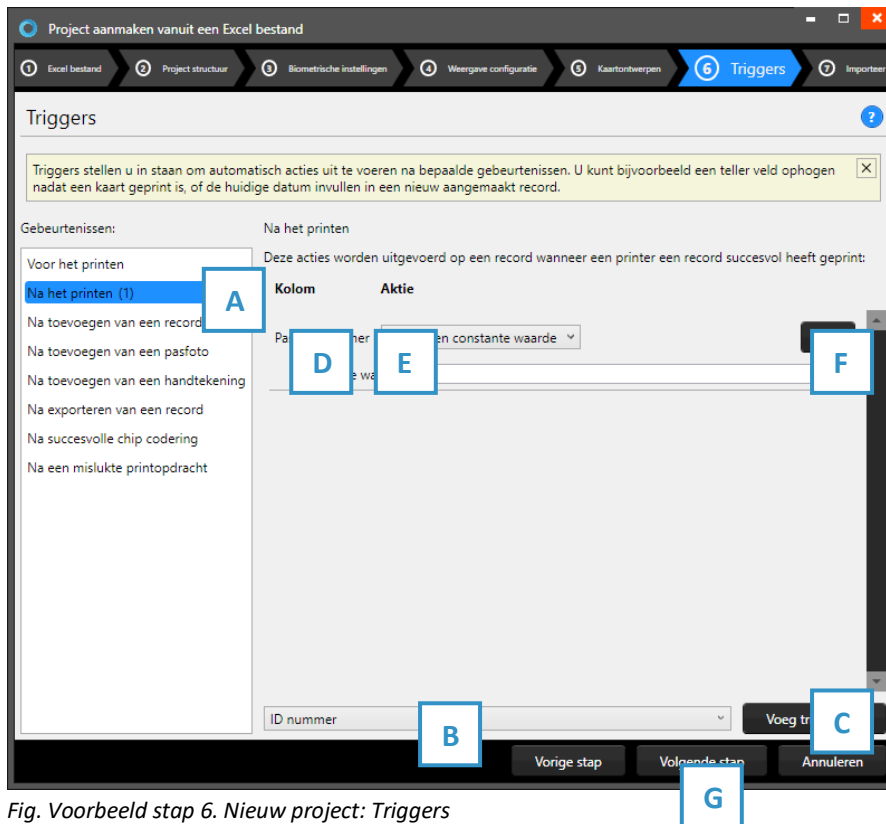 Project aanmaken vanuit een Excel bestand
1 Excel bestand 2 Project structuur 3 Biometrische instellingen 4 Weergave configuratie 5 Kaartontwerpen 6 Triggers 7 Importeer
Triggers
?
Triggers stellen u in staan om automatisch acties uit te voeren na bepaalde gebeurtenissen. U kunt bijvoorbeeld een teller veld ophogen
nadat een kaart geprint is, of de huidige datum invullen in een nieuw aangemaakt record.
Gebeurtenissen:
Voor het printen
Na het printen (1)
Na toevoegen van een record
Na toevoegen van een pasfoto
Na toevoegen van een handtekening
Na exporteren van een record
Na succesvolle chip codering
Na een mislukte printopdracht
Na het printen
Deze acties worden uitgevoerd op een record wanneer een printer een record succesvol heeft geprint:
Kolom Aktie
A
constante waarde
D
E
F
ID nummer
Voeg
B
C
Vorige stap Volgende stap Annuleren
G
Fig. Voorbeeld stap 6. Nieuw project: Triggers